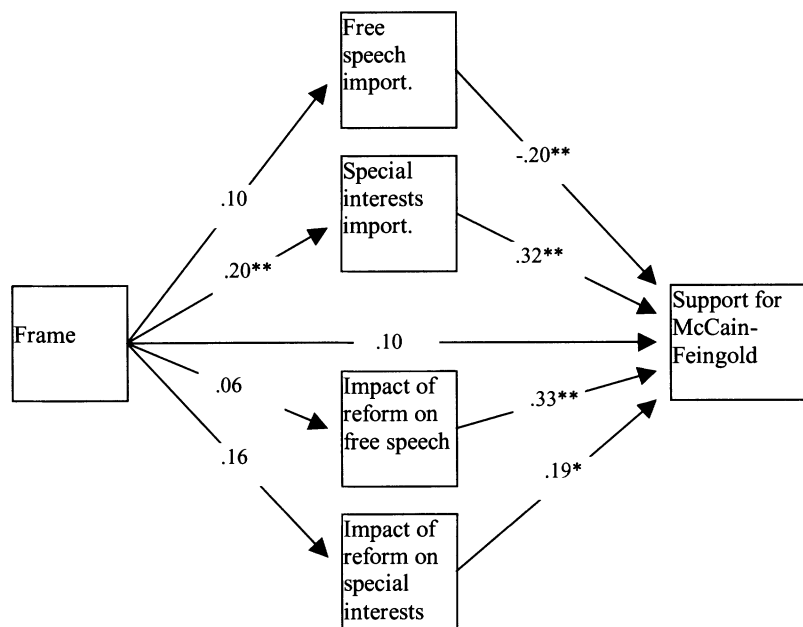 Free
speech
import.
-.20**
.10
Special
interests
import.
.20**
.32**
Frame
.10
Support for
McCain-
Feingold
.06
Impact of
reform on
free speech
.33**
.16
.19*
Impact of
reform on
special
interests